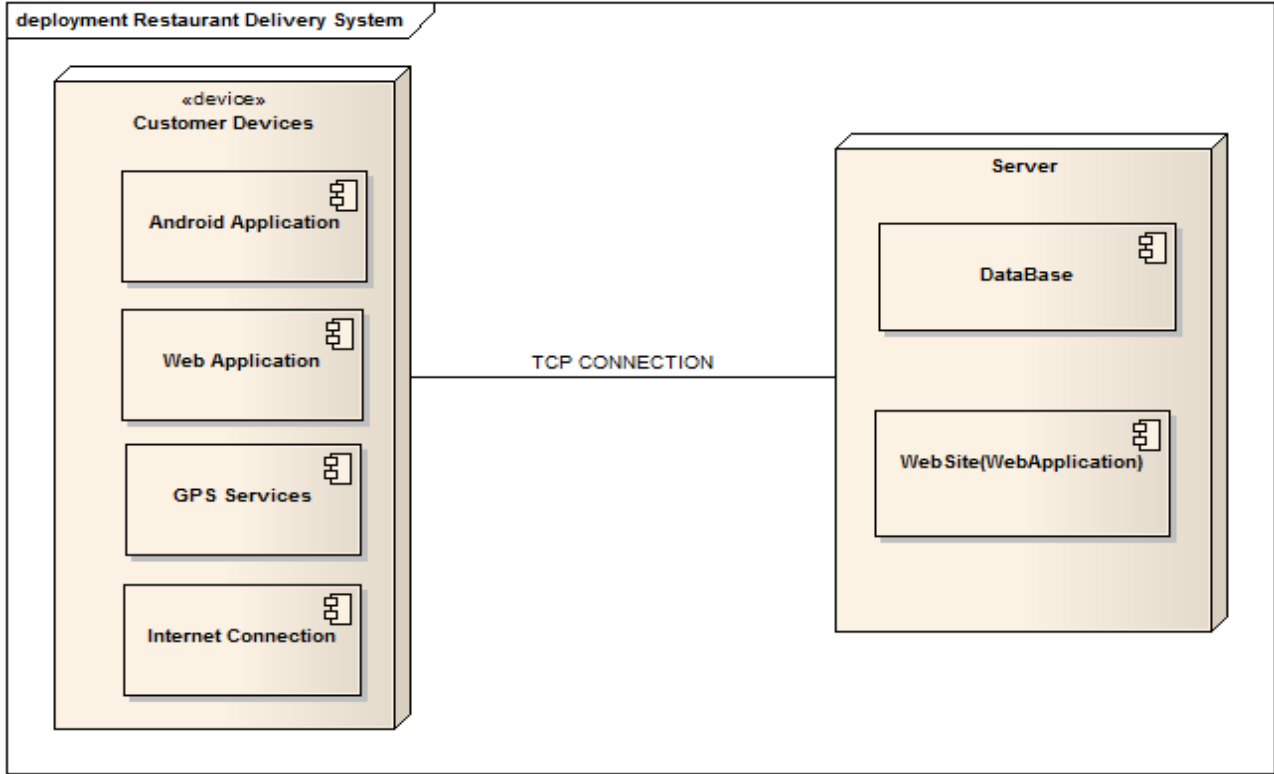 deployment Restaurant Delivery System
«device»
Customer Devices
Android Application
Web Application
GPS Services
Internet Connection
TCP CONNECTION
Server
DataBase
WebSite(WebApplication)